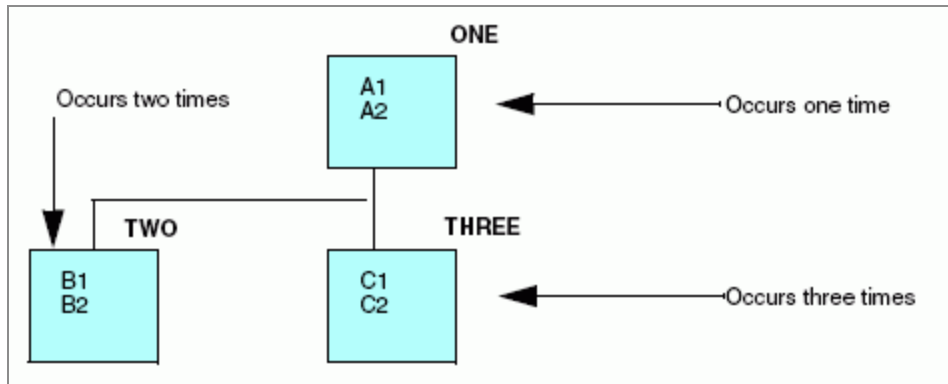 ONE
A1
A2
Occurs two times
Occurs one time
TWO
THREE
B1
B2
C1
C2
Occurs three times